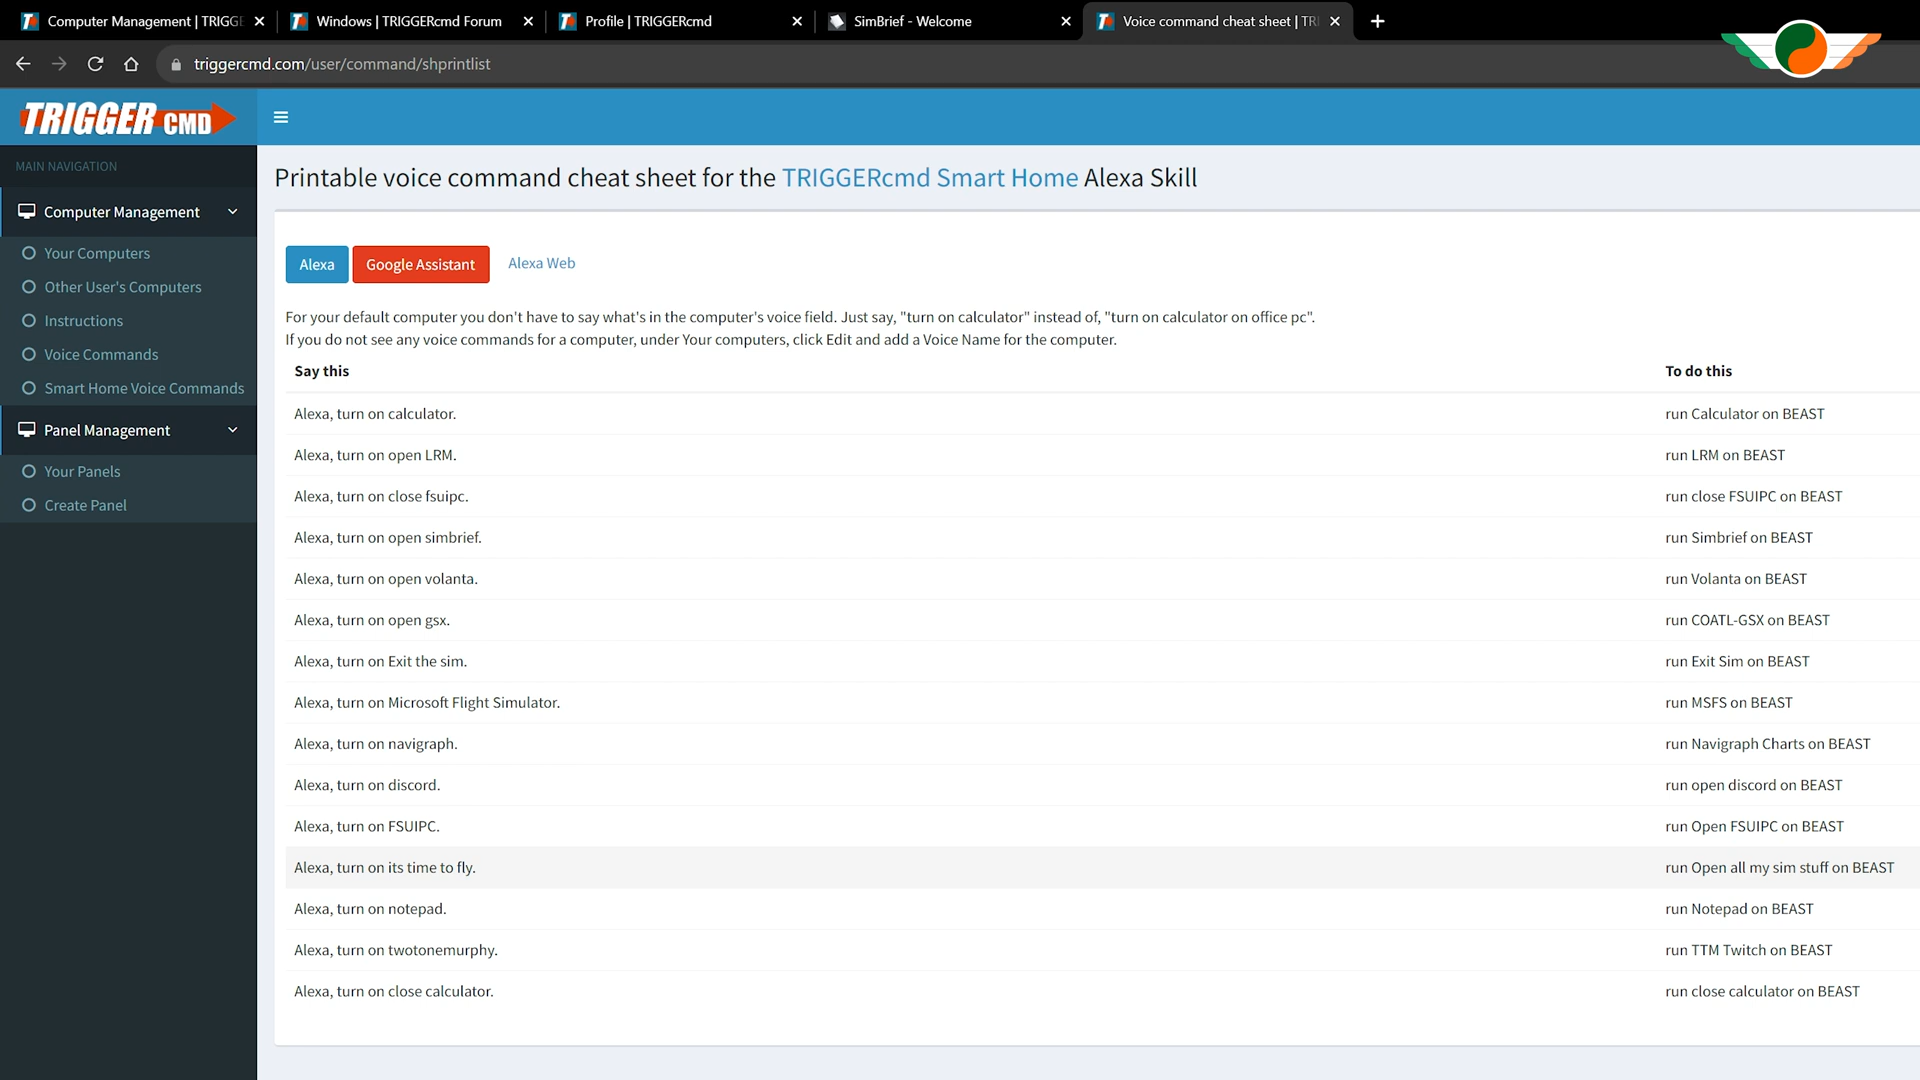 Computer Management | TRIGGE
Windows | TRIGGERcmd Forum
Profile | TRIGGERcmd
SimBrief - Welcome
Voice command cheat sheet | TRI
triggercmd.com/user/command/shprintlist
TRIGGER CMD
MAIN NAVIGATION
Computer Management
Your Computers
Other User's Computers
Instructions
Voice Commands
Smart Home Voice Commands
Panel Management
Your Panels
Create Panel
Printable voice command cheat sheet for the TRIGGERcmd Smart Home Alexa Skill
Alexa
Google Assistant
Alexa Web
For your default computer you don't have to say what's in the computer's voice field. Just say, "turn on calculator" instead of, "turn on calculator on office pc".
If you do not see any voice commands for a computer, under Your computers, click Edit and add a Voice Name for the computer.
Say this To do this
Alexa, turn on calculator. run Calculator on BEAST
Alexa, turn on open LRM. run LRM on BEAST
Alexa, turn on close fsuipc. run close FSUIPC on BEAST
Alexa, turn on open simbrief. run Simbrief on BEAST
Alexa, turn on open volanta. run Volanta on BEAST
Alexa, turn on open gsx. run COATL-GSX on BEAST
Alexa, turn on Exit the sim. run Exit Sim on BEAST
Alexa, turn on Microsoft Flight Simulator. run MSFS on BEAST
Alexa, turn on navigraph. run Navigraph Charts on BEAST
Alexa, turn on discord. run open discord on BEAST
Alexa, turn on FSUIPC. run Open FSUIPC on BEAST
Alexa, turn on its time to fly. run Open all my sim stuff on BEAST
Alexa, turn on notepad. run Notepad on BEAST
Alexa, turn on twotonemurphy. run TTM Twitch on BEAST
Alexa, turn on close calculator. run close calculator on BEAST